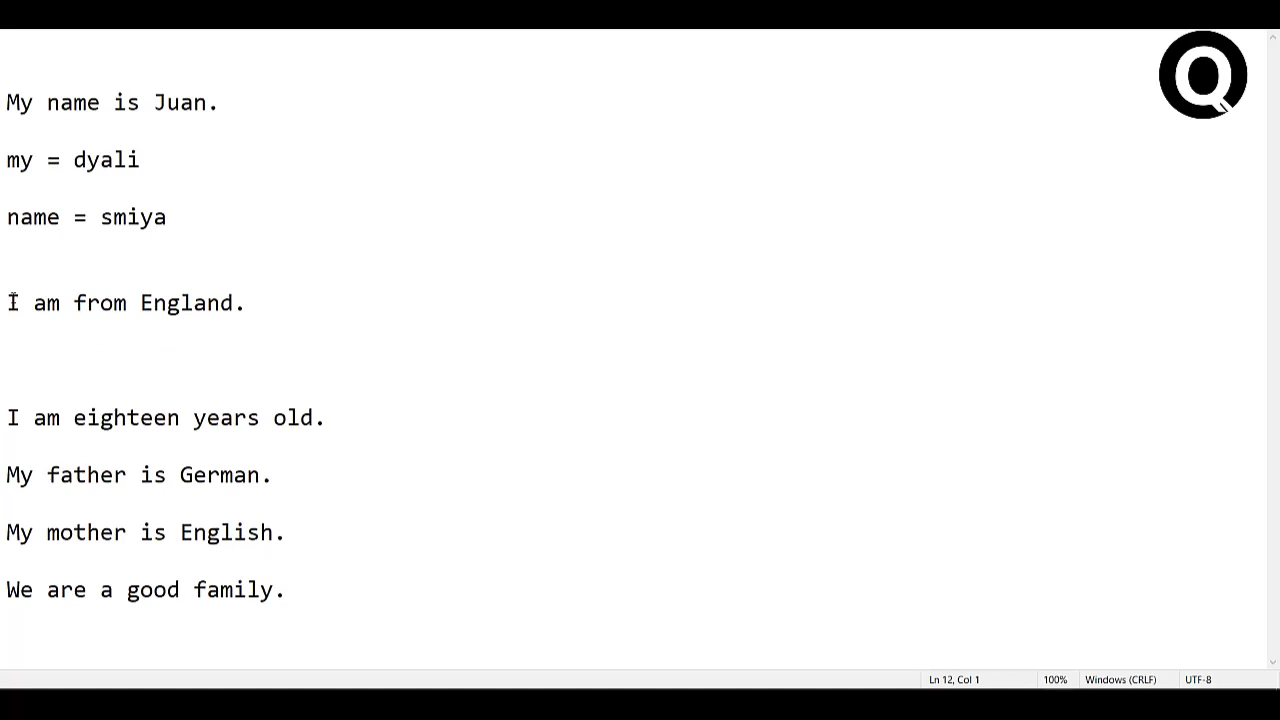 My name is Juan.
my = dyali
name = smiya
I am from England.
I am eighteen years old.
My father is German.
My mother is English.
We are a good family.
Ln 12, Col 1 100% Windows (CRLF) UTF-8